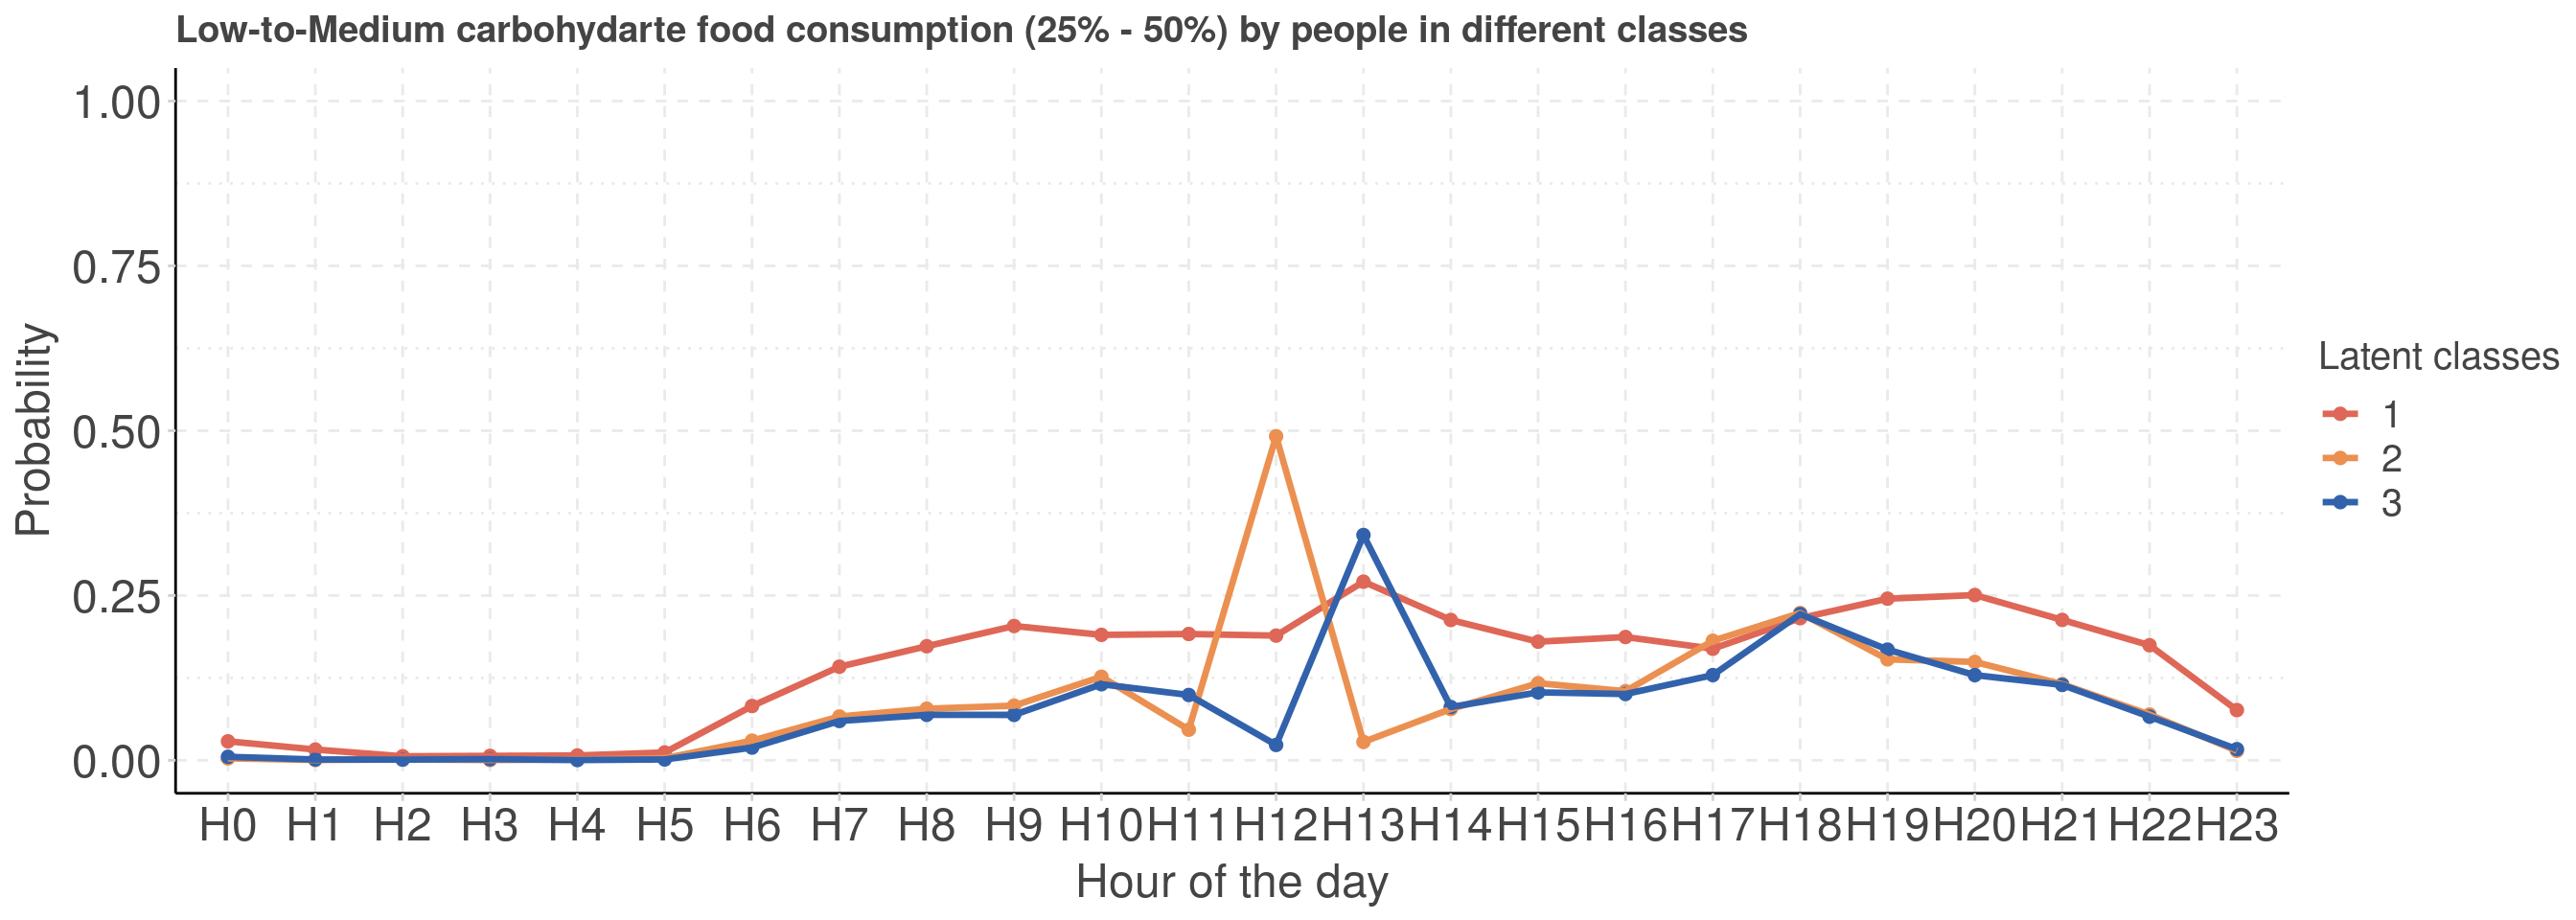 Low-to-Medium carbohydarte food consumption (25% - 50%) by people in different classes
1.00
0.75
0.50
0.25
0.00
Probability
H0 H1 H2 H3 H4 H5 H6 H7 H8 H9 H10 H11 H12 H13 H14 H15 H16 H17 H18 H19 H20 H21 H22 H23
Hour of the day
Latent classes
1
2
3